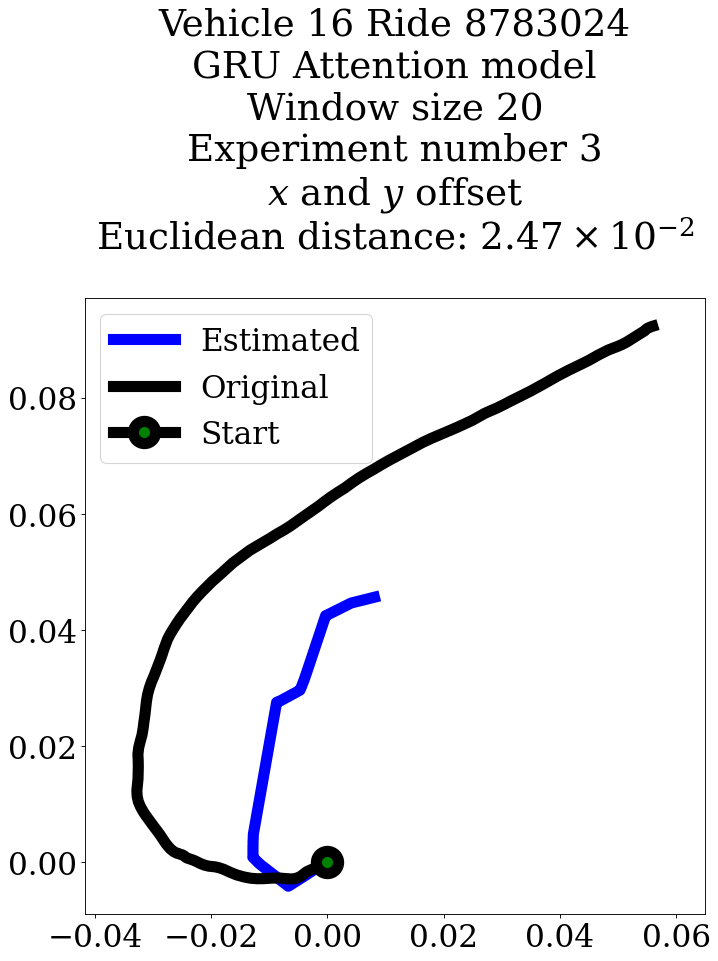 Vehicle 16 Ride 8783024
GRU Attention model
Window size 20
Experiment number 3
x and y offset
Euclidean distance: 2.47 × 10⁻²
Estimated
Original
Start
0.08
0.06
0.04
0.02
0.00
−0.04 −0.02 0.00 0.02 0.04 0.06